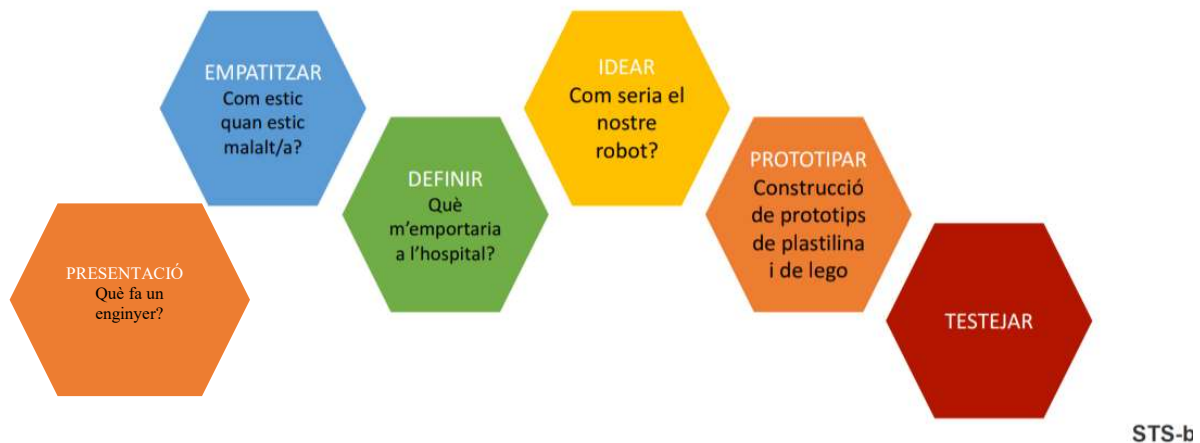 PRESENTACIÓ
Què fa un
enginyer?
EMPATITZAR
Com estic
quan estic
malalt/a?
DEFINIR
Què
m'emportaria
a l'hospital?
IDEAR
Com seria el
nostre
robot?
PROTOTIPAR
Construcció
de prototips
de plastilina
i de lego
TESTEJAR
STS-b